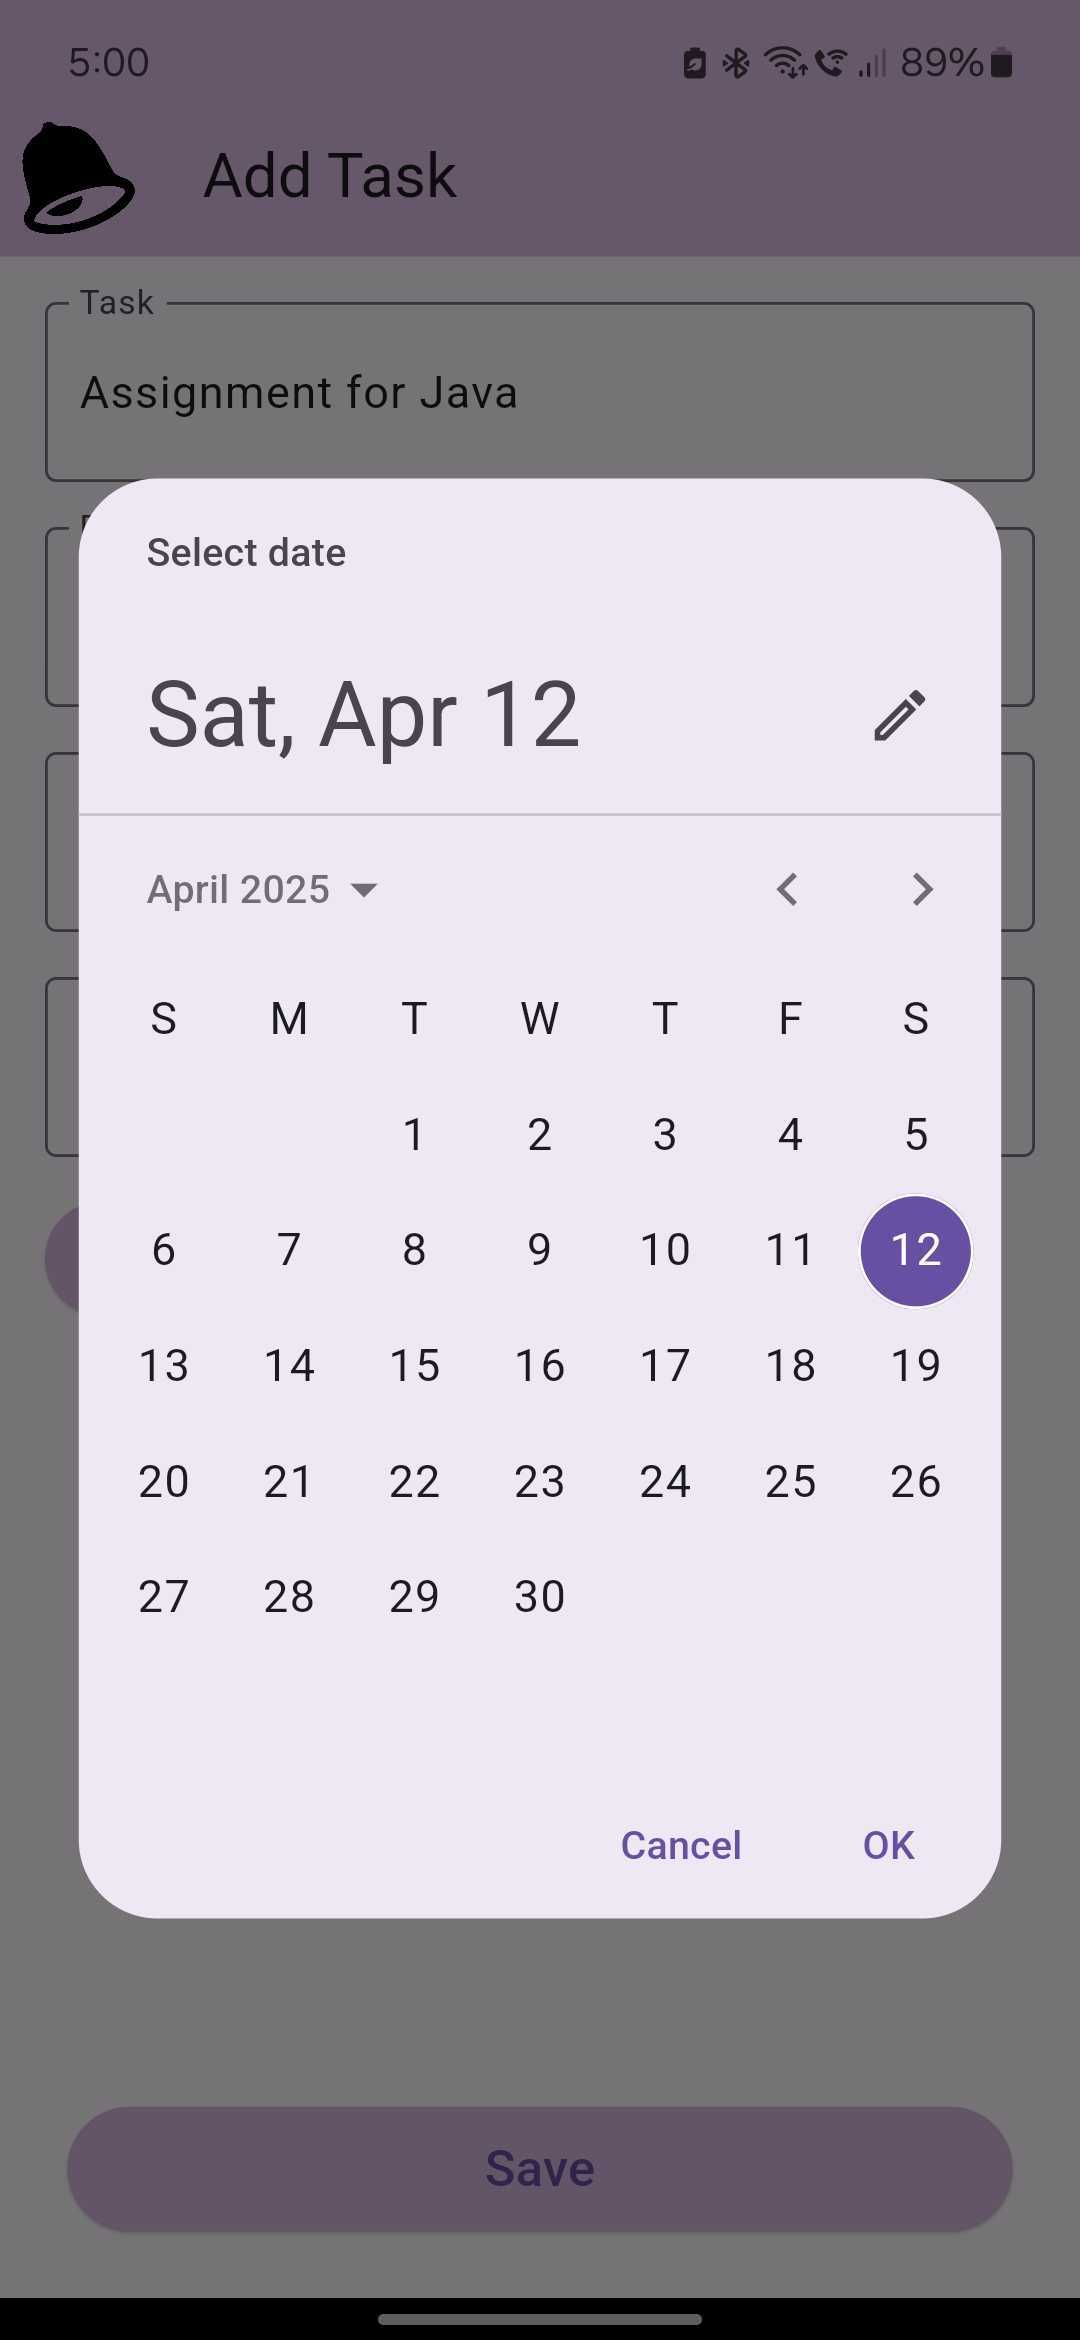 5:00 89%
Add Task
Task
Assignment for Java
Select date
Sat, Apr 12
April 2025
S M T W T F S
1 2 3 4 5
6 7 8 9 10 11 12
13 14 15 16 17 18 19
20 21 22 23 24 25 26
27 28 29 30
Cancel OK
Save